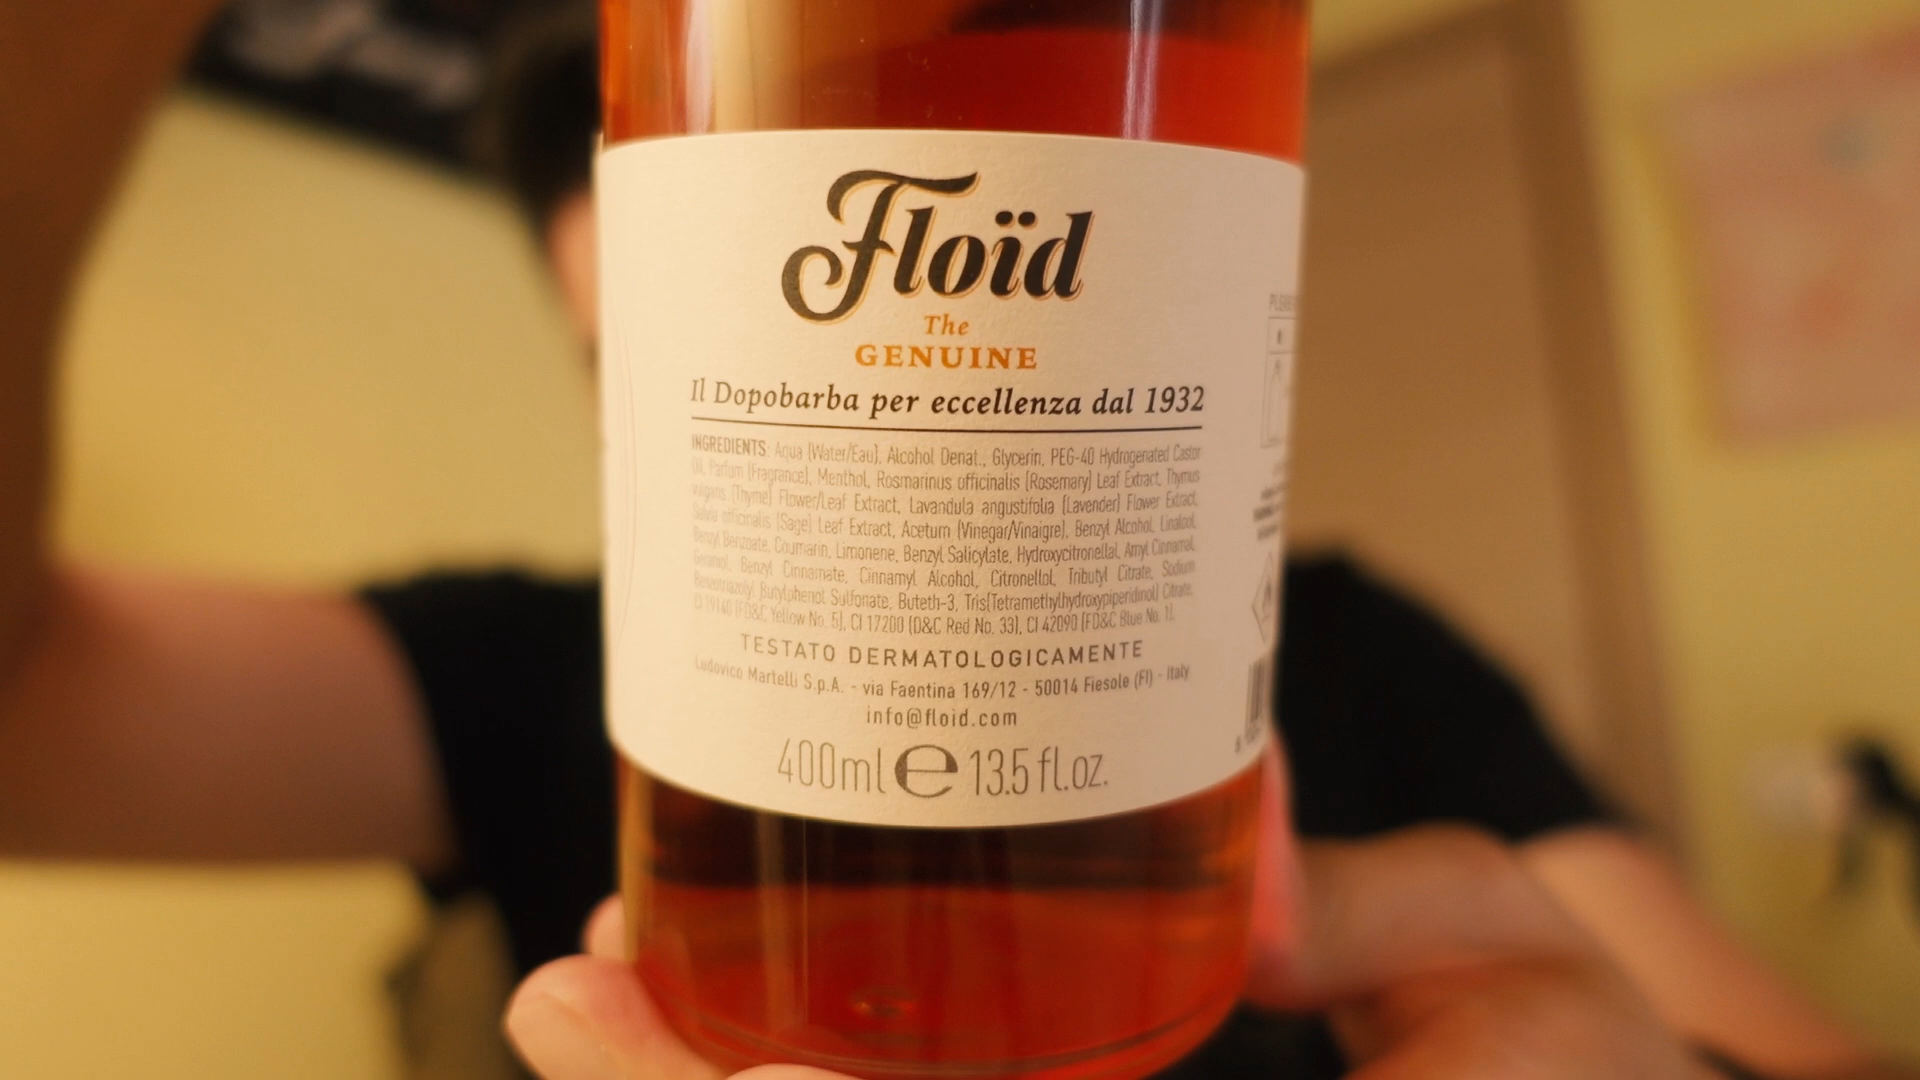 Floïd
The
GENUINE
Il Dopobarba per eccellenza dal 1932
INGREDIENTS: Aqua (Water/Eau), Alcohol Denat., Glycerin, PEG-40 Hydrogenated Castor
Oil, Parfum (Fragrance), Menthol, Rosmarinus officinalis (Rosemary) Leaf Extract, Thymus
vulgaris (Thyme) Flower/Leaf Extract, Lavandula angustifolia (Lavender) Flower Extract,
Salvia officinalis (Sage) Leaf Extract, Acetum (Vinegar/Vinaigre), Benzyl Alcohol, Linalool,
Benzyl Benzoate, Coumarin, Limonene, Benzyl Salicylate, Hydroxycitronellal, Amyl Cinnamal,
Geraniol, Benzyl Cinnamate, Cinnamyl Alcohol, Citronellol, Tributyl Citrate, Sodium
Benzotriazolyl Butylphenol Sulfonate, Buteth-3, Tris(Tetramethylhydroxypiperidinol) Citrate,
CI 19140 (FD&C Yellow No. 5), CI 17200 (D&C Red No. 33), CI 42090 (FD&C Blue No. 1).
TESTATO DERMATOLOGICAMENTE
Ludovico Martelli S.p.A. - via Faentina 169/12 - 50014 Fiesole (FI) - Italy
info@floid.com
400ml e 13.5 fl.oz.